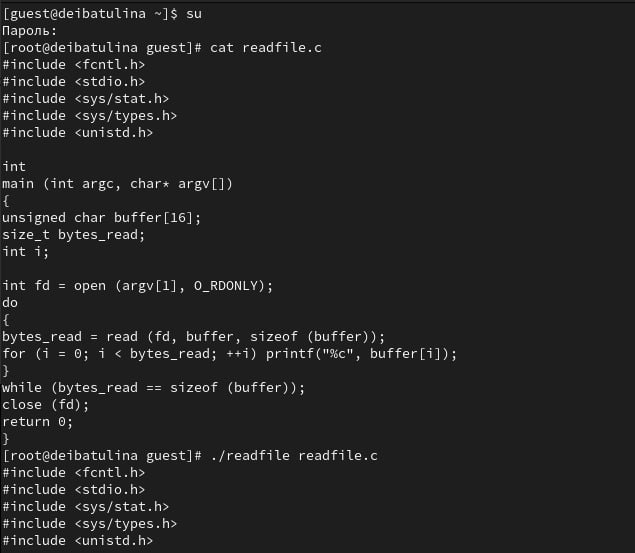 [guest@deibatulina ~]$ su
Пароль:
[root@deibatulina guest]# cat readfile.c
#include <fcntl.h>
#include <stdio.h>
#include <sys/stat.h>
#include <sys/types.h>
#include <unistd.h>

int
main (int argc, char* argv[])
{
unsigned char buffer[16];
size_t bytes_read;
int i;

int fd = open (argv[1], O_RDONLY);
do
{
bytes_read = read (fd, buffer, sizeof (buffer));
for (i = 0; i < bytes_read; ++i) printf("%c", buffer[i]);
}
while (bytes_read == sizeof (buffer));
close (fd);
return 0;
}
[root@deibatulina guest]# ./readfile readfile.c
#include <fcntl.h>
#include <stdio.h>
#include <sys/stat.h>
#include <sys/types.h>
#include <unistd.h>